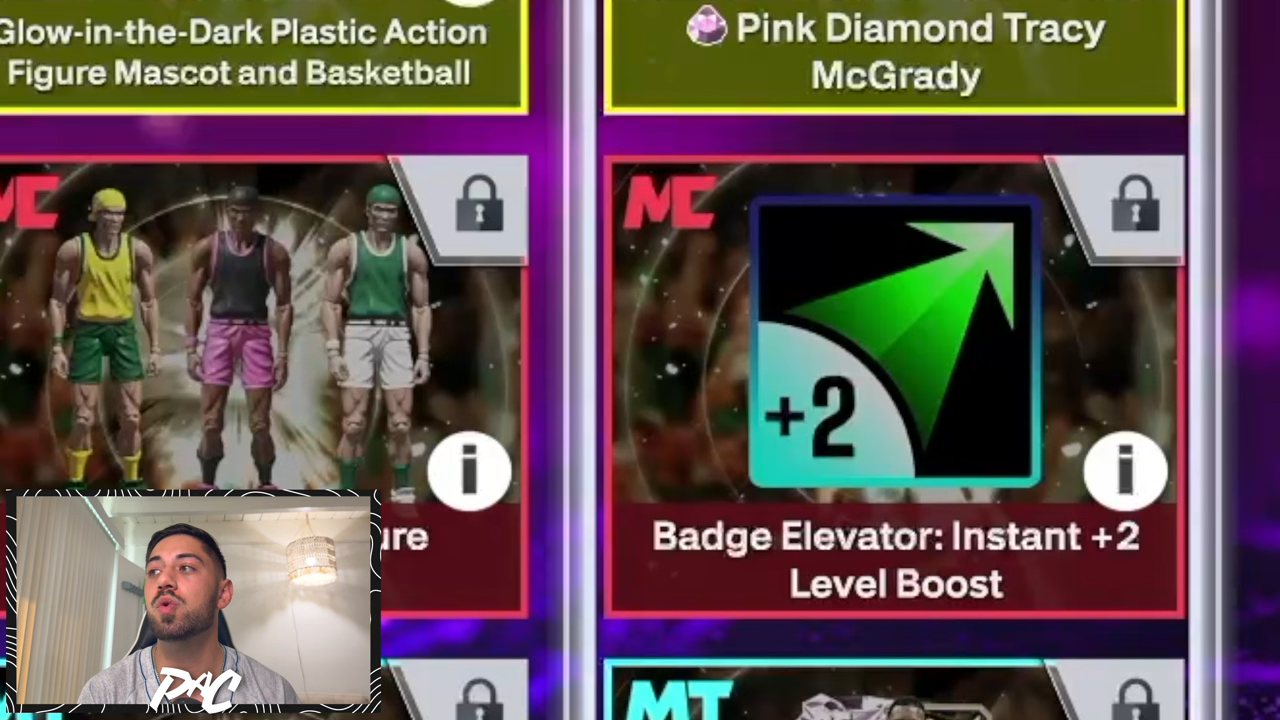 Glow-in-the-Dark Plastic Action
Figure Mascot and Basketball
Pink Diamond Tracy
McGrady
MC
MC
+2
i
i
ure
Badge Elevator: Instant +2
Level Boost
PAC
MT